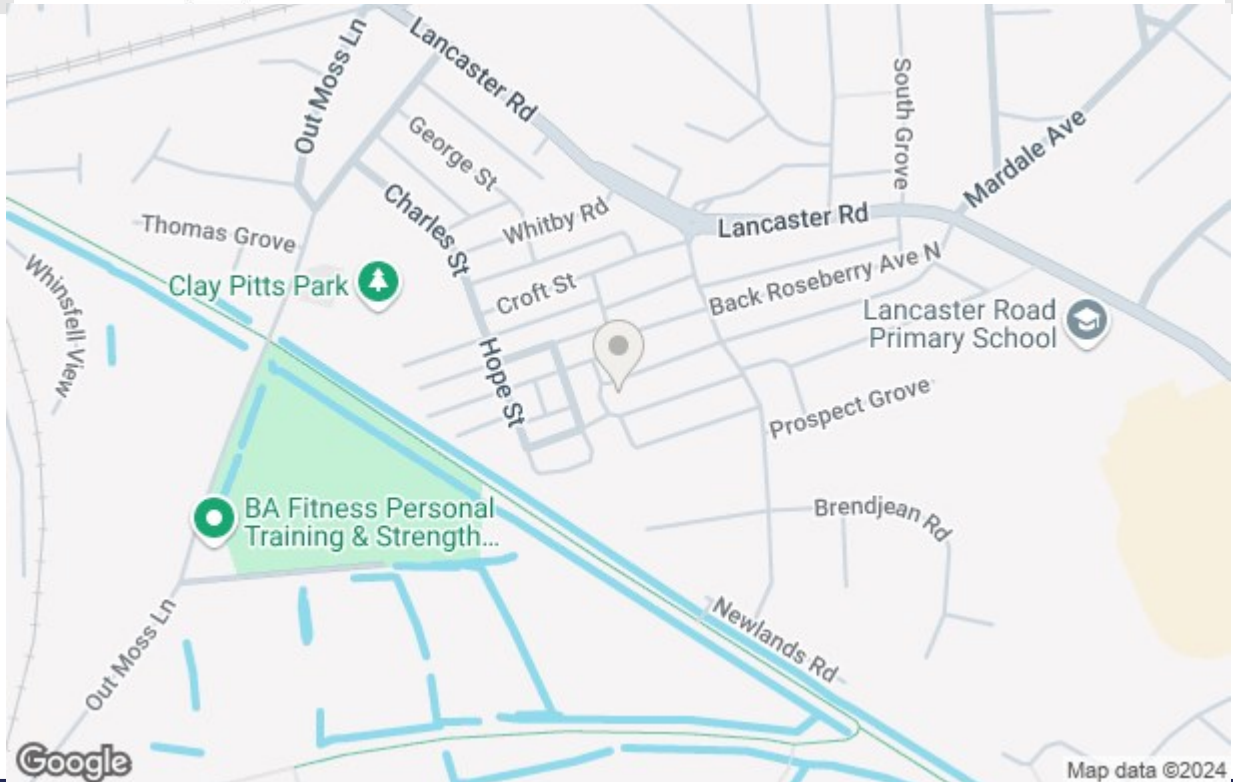 Out Moss Ln
Lancaster Rd
South Grove
Mardale Ave
George St
Charles St
Whitby Rd
Lancaster Rd
Thomas Grove
Whinsfell View
Clay Pitts Park
Croft St
Back Roseberry Ave N
Lancaster Road
Primary School
Hope St
Prospect Grove
BA Fitness Personal
Training & Strength...
Brendjean Rd
Out Moss Ln
Newlands Rd
Google
Map data ©2024